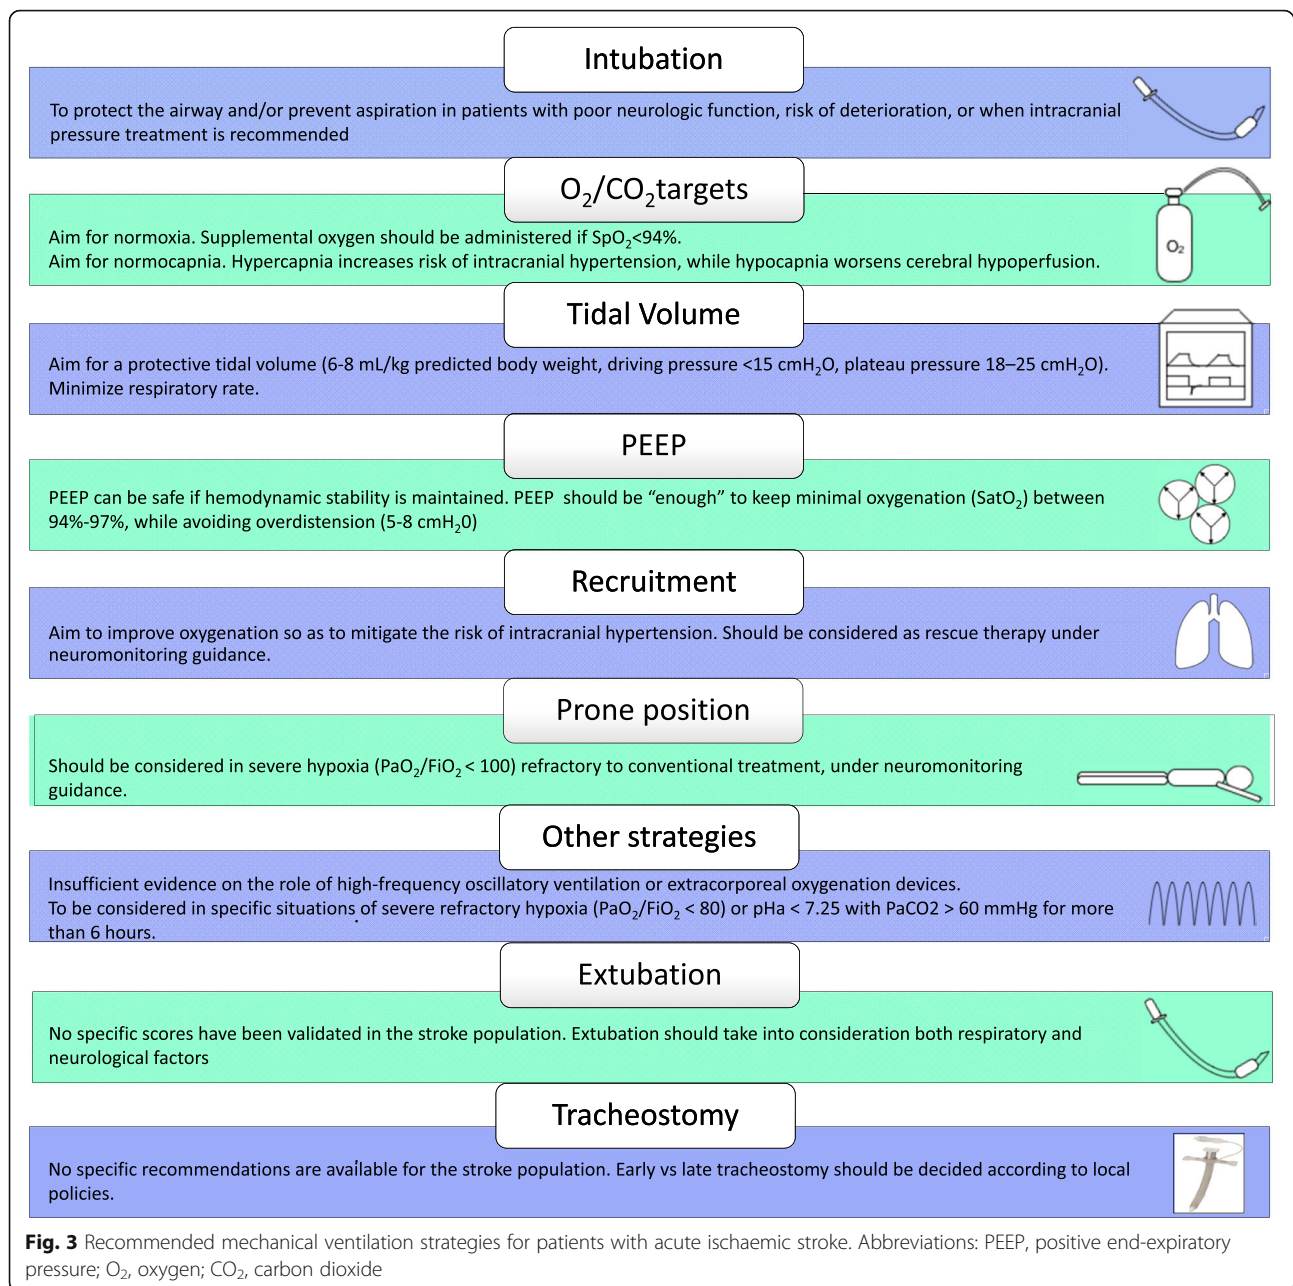 Intubation
To protect the airway and/or prevent aspiration in patients with poor neurologic function, risk of deterioration, or when intracranial
pressure treatment is recommended
O₂/CO₂targets
Aim for normoxia. Supplemental oxygen should be administered if SpO₂<94%.
Aim for normocapnia. Hypercapnia increases risk of intracranial hypertension, while hypocapnia worsens cerebral hypoperfusion.
O₂
Tidal Volume
Aim for a protective tidal volume (6-8 mL/kg predicted body weight, driving pressure <15 cmH₂O, plateau pressure 18–25 cmH₂O).
Minimize respiratory rate.
PEEP
PEEP can be safe if hemodynamic stability is maintained. PEEP should be “enough” to keep minimal oxygenation (SatO₂) between
94%-97%, while avoiding overdistension (5-8 cmH₂0)
Recruitment
Aim to improve oxygenation so as to mitigate the risk of intracranial hypertension. Should be considered as rescue therapy under
neuromonitoring guidance.
Prone position
Should be considered in severe hypoxia (PaO₂/FiO₂ < 100) refractory to conventional treatment, under neuromonitoring
guidance.
Other strategies
Insufficient evidence on the role of high-frequency oscillatory ventilation or extracorporeal oxygenation devices.
To be considered in specific situations of severe refractory hypoxia (PaO₂/FiO₂ < 80) or pHa < 7.25 with PaCO2 > 60 mmHg for more
than 6 hours.
Extubation
No specific scores have been validated in the stroke population. Extubation should take into consideration both respiratory and
neurological factors
Tracheostomy
No specific recommendations are available for the stroke population. Early vs late tracheostomy should be decided according to local
policies.
Fig. 3 Recommended mechanical ventilation strategies for patients with acute ischaemic stroke. Abbreviations: PEEP, positive end-expiratory
pressure; O₂, oxygen; CO₂, carbon dioxide